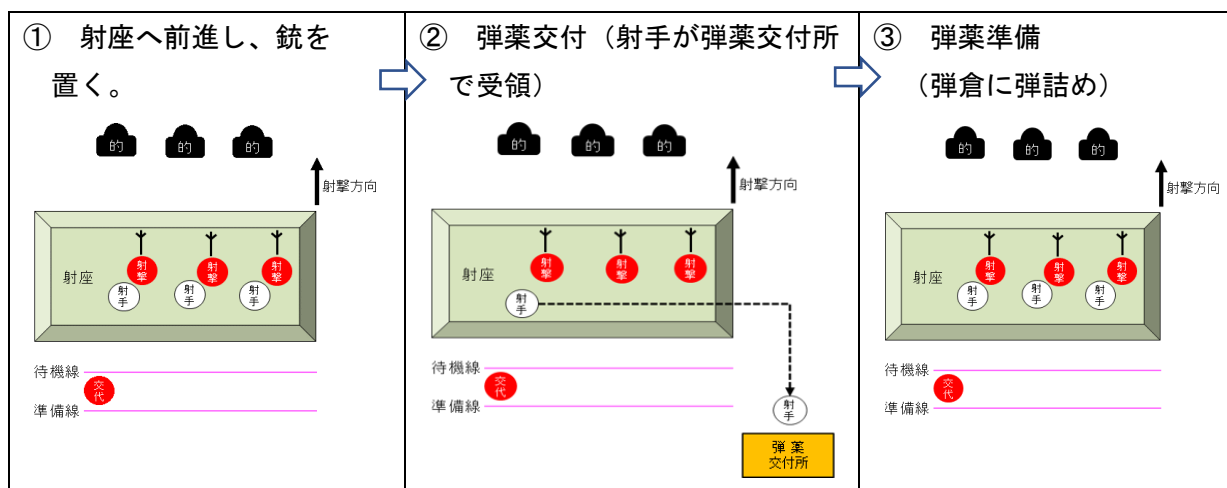 ① 射座へ前進し、銃を
置く。
的 的 的
射撃方向
射座
射撃 射撃 射撃
射手 射手 射手
待機線
交代
準備線
② 弾薬交付（射手が弾薬交付所
で受領）
的 的 的
射撃方向
射座
射撃 射撃 射撃
射手
待機線
交代
準備線
射手
弾薬
交付所
③ 弾薬準備
（弾倉に弾詰め）
的 的 的
射撃方向
射座
射撃 射撃 射撃
射手 射手 射手
待機線
交代
準備線